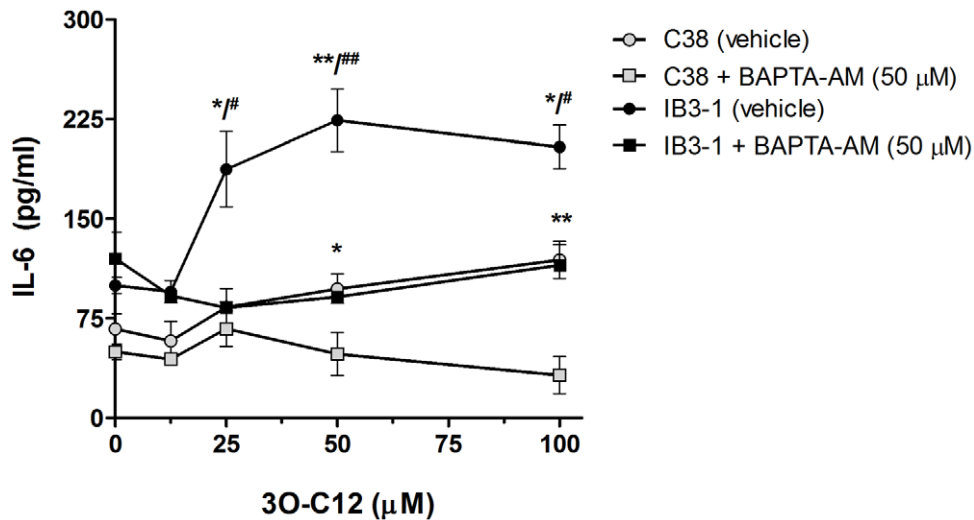 300
225
150
75
0
IL-6 (pg/ml)
*/#
**/##
*/#
*
**
0
25
50
75
100
3O-C12 (μM)
C38 (vehicle)
C38 + BAPTA-AM (50 μM)
IB3-1 (vehicle)
IB3-1 + BAPTA-AM (50 μM)